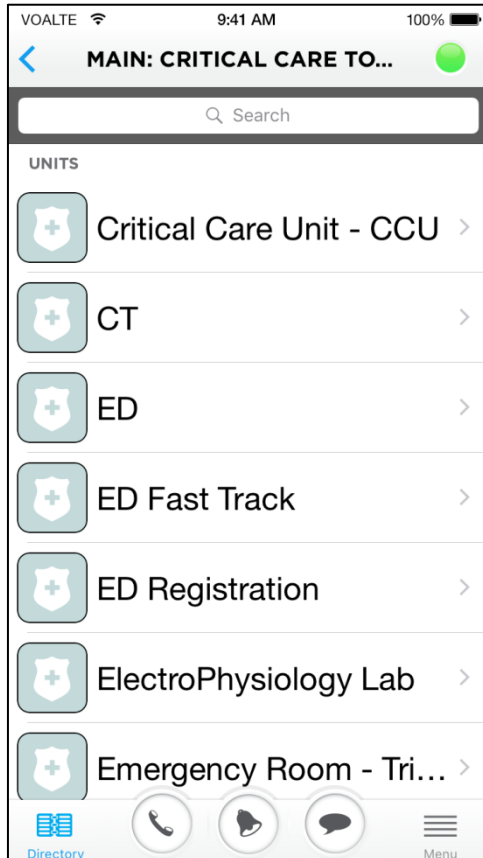 VOALTE 9:41 AM 100%
MAIN: CRITICAL CARE TO...
Search
UNITS
Critical Care Unit - CCU
CT
ED
ED Fast Track
ED Registration
ElectroPhysiology Lab
Emergency Room - Tri...
Directory Menu